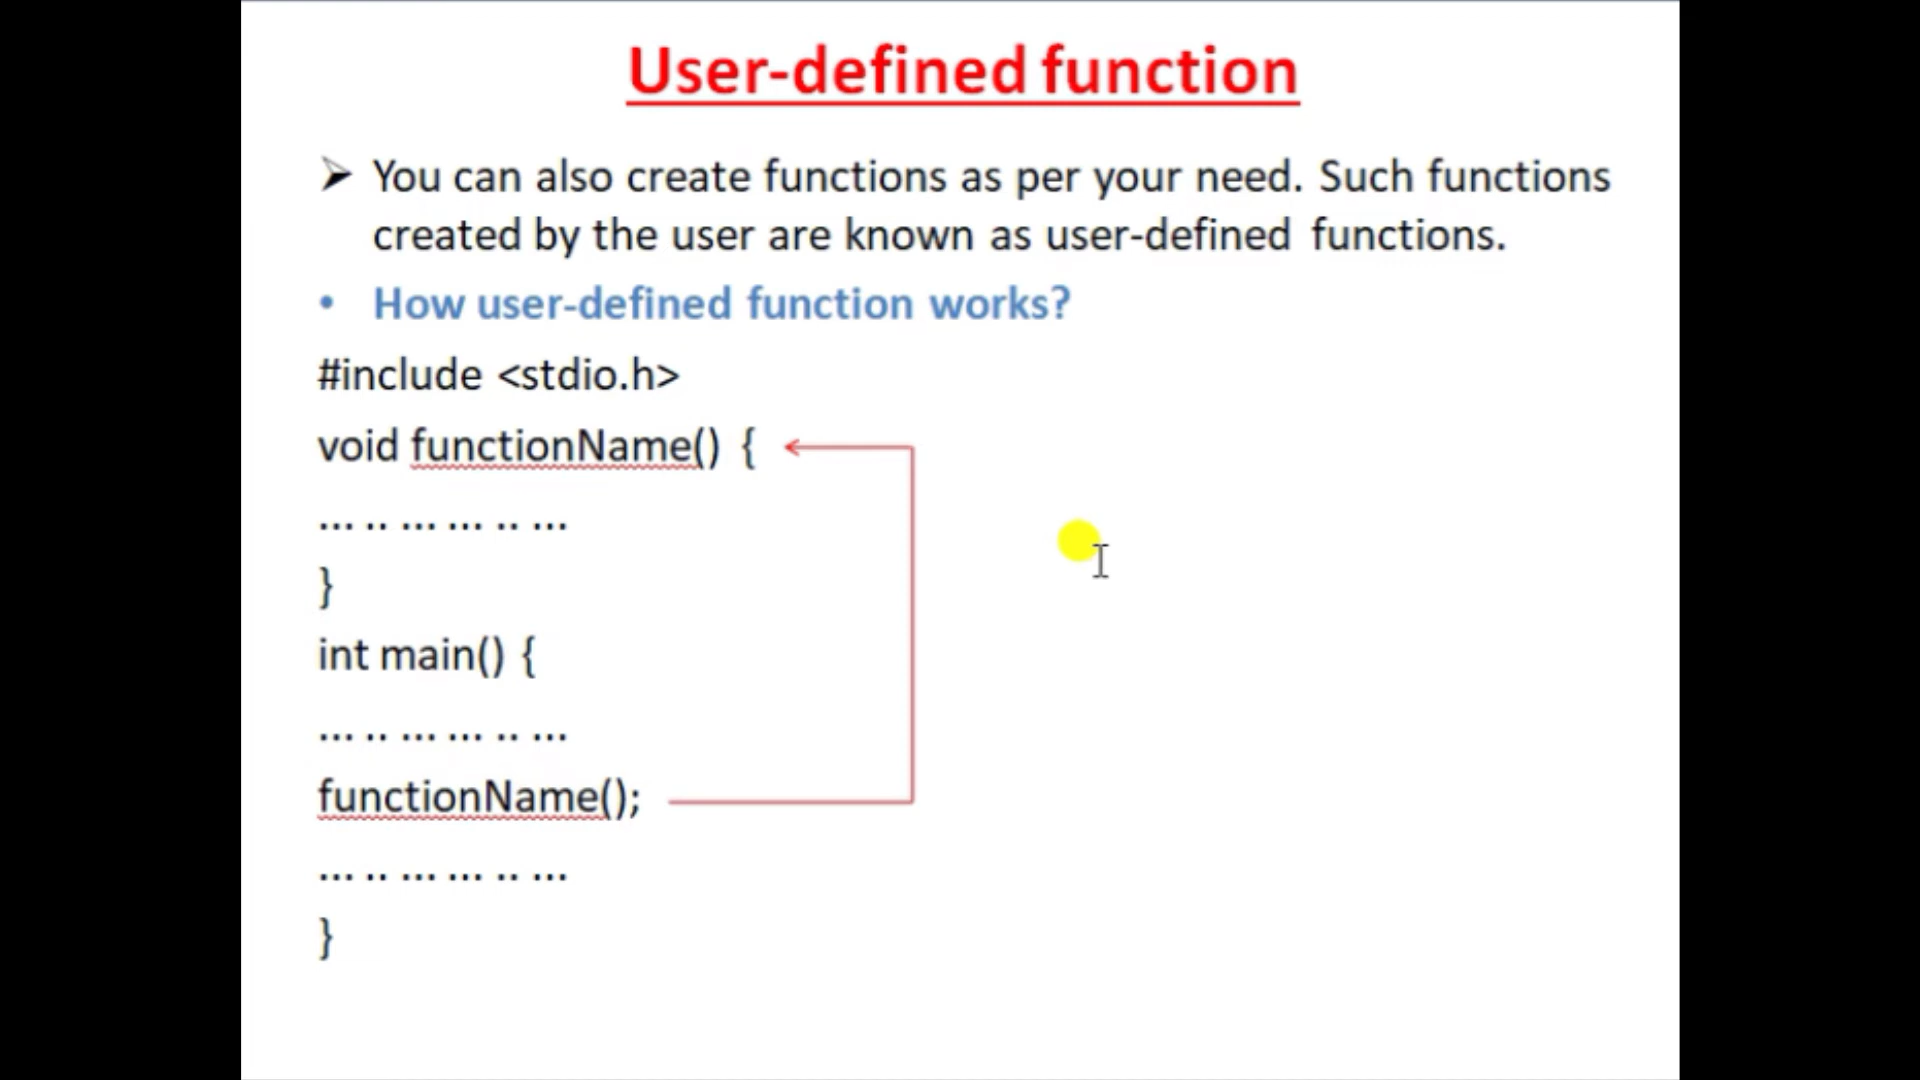 User-defined function
➢ You can also create functions as per your need. Such functions
created by the user are known as user-defined functions.
• How user-defined function works?
#include <stdio.h>
void functionName() {
... .. ... ... .. ...
}
int main() {
... .. ... ... .. ...
functionName();
... .. ... ... .. ...
}